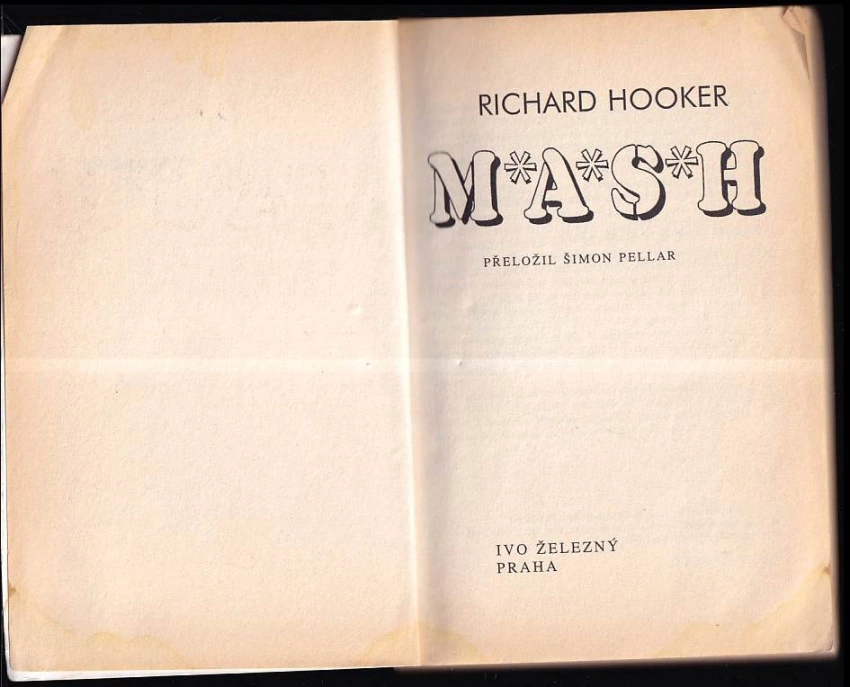 RICHARD HOOKER
M*A*S*H
PŘELOŽIL ŠIMON PELLAR
IVO ŽELEZNÝ
PRAHA